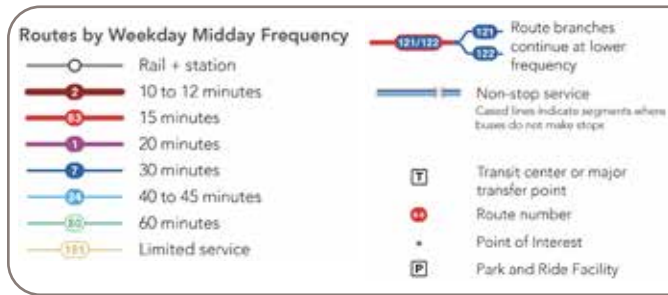 Routes by Weekday Midday Frequency
Rail + station
2 10 to 12 minutes
83 15 minutes
1 20 minutes
7 30 minutes
34 40 to 45 minutes
80 60 minutes
191 Limited service
121/122 121 122 Route branches
continue at lower
frequency
Non-stop service
Cased lines indicate segments where
buses do not make stops
T Transit center or major
transfer point
Route number
Point of Interest
P Park and Ride Facility